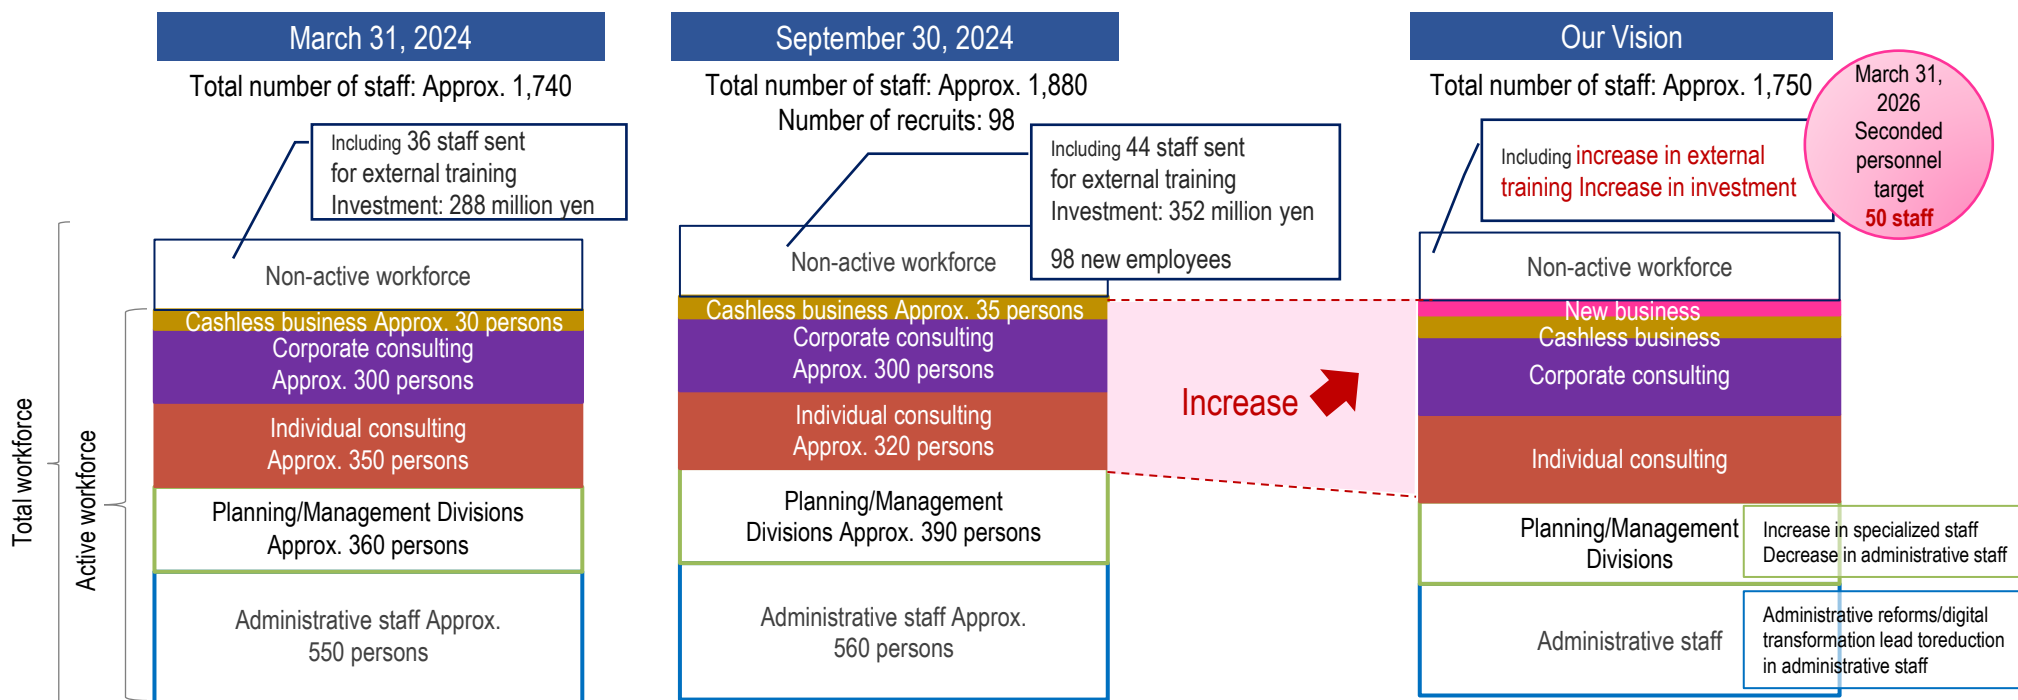 March 31, 2024
Total number of staff: Approx. 1,740
Including 36 staff sent
for external training
Investment: 288 million yen
Non-active workforce
Cashless business Approx. 30 persons
Corporate consulting
Approx. 300 persons
Individual consulting
Approx. 350 persons
Planning/Management Divisions
Approx. 360 persons
Administrative staff Approx.
550 persons
Total workforce
Active workforce
September 30, 2024
Total number of staff: Approx. 1,880
Number of recruits: 98
Including 44 staff sent
for external training
Investment: 352 million yen
98 new employees
Non-active workforce
Cashless business Approx. 35 persons
Corporate consulting
Approx. 300 persons
Individual consulting
Approx. 320 persons
Planning/Management
Divisions Approx. 390 persons
Administrative staff Approx.
560 persons
Increase
Our Vision
Total number of staff: Approx. 1,750
March 31,
2026
Seconded
personnel
target
50 staff
Including increase in external
training Increase in investment
Non-active workforce
New business
Cashless business
Corporate consulting
Individual consulting
Planning/Management
Divisions
Increase in specialized staff
Decrease in administrative staff
Administrative staff
Administrative reforms/digital
transformation lead toreduction
in administrative staff